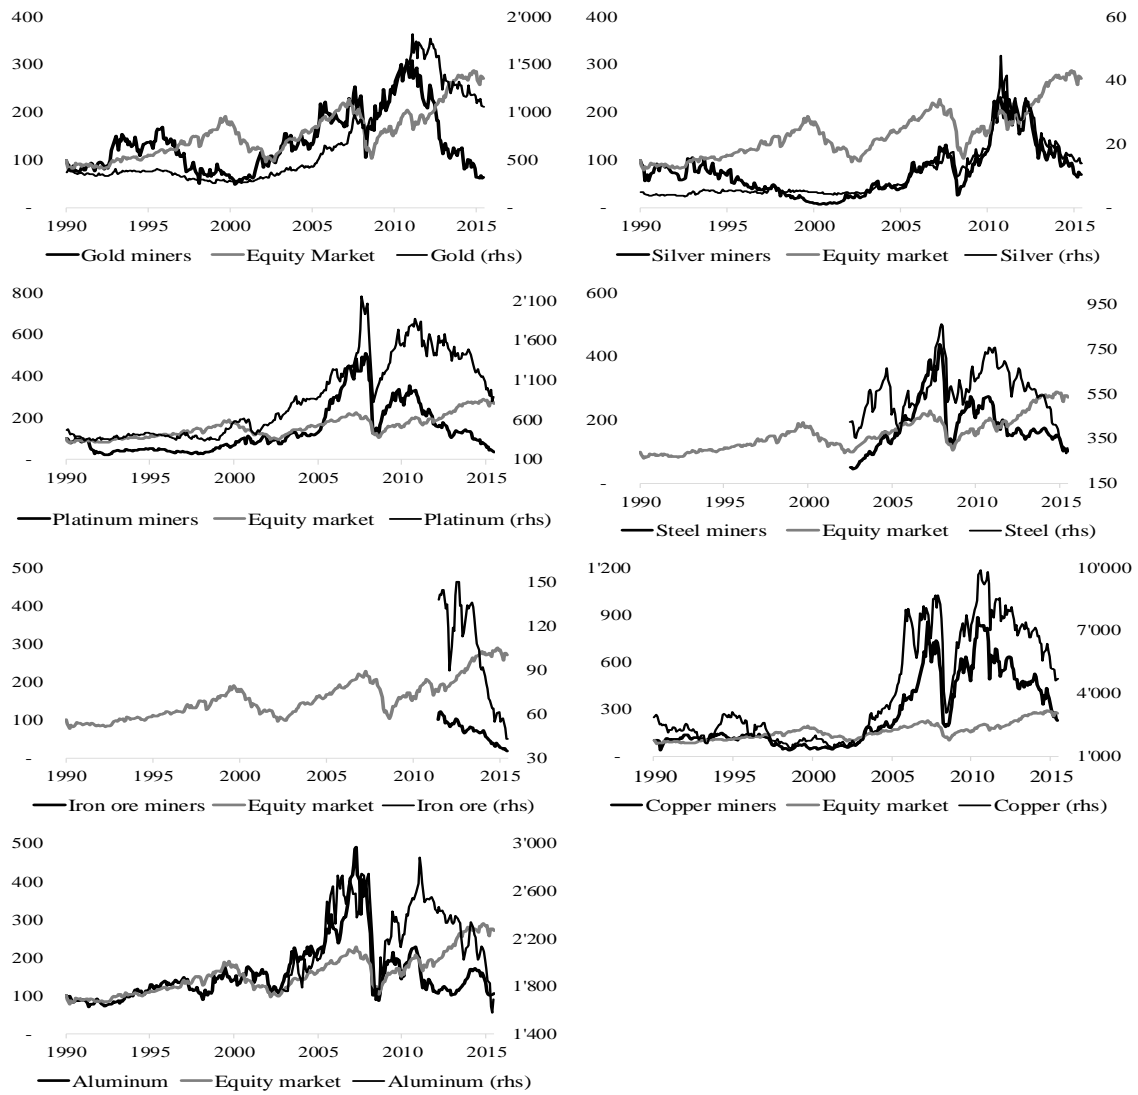 400 2'000
300 1'500
200 1'000
100 500
- -
1990 1995 2000 2005 2010 2015
Gold miners Equity Market Gold (rhs)
400 60
300 40
200
100 20
- -
1990 1995 2000 2005 2010 2015
Silver miners Equity market Silver (rhs)
800 2'100
600 1'600
400 1'100
200 600
- 100
1990 1995 2000 2005 2010 2015
Platinum miners Equity market Platinum (rhs)
600 950
400 750
550
200 350
- 150
1990 1995 2000 2005 2010 2015
Steel miners Equity market Steel (rhs)
500 150
400 120
300 90
200 60
100
- 30
1990 1995 2000 2005 2010 2015
Iron ore miners Equity market Iron ore (rhs)
1'200 10'000
900 7'000
600 4'000
300
- 1'000
1990 1995 2000 2005 2010 2015
Copper miners Equity market Copper (rhs)
500 3'000
400 2'600
300 2'200
200 1'800
100
- 1'400
1990 1995 2000 2005 2010 2015
Aluminum Equity market Aluminum (rhs)